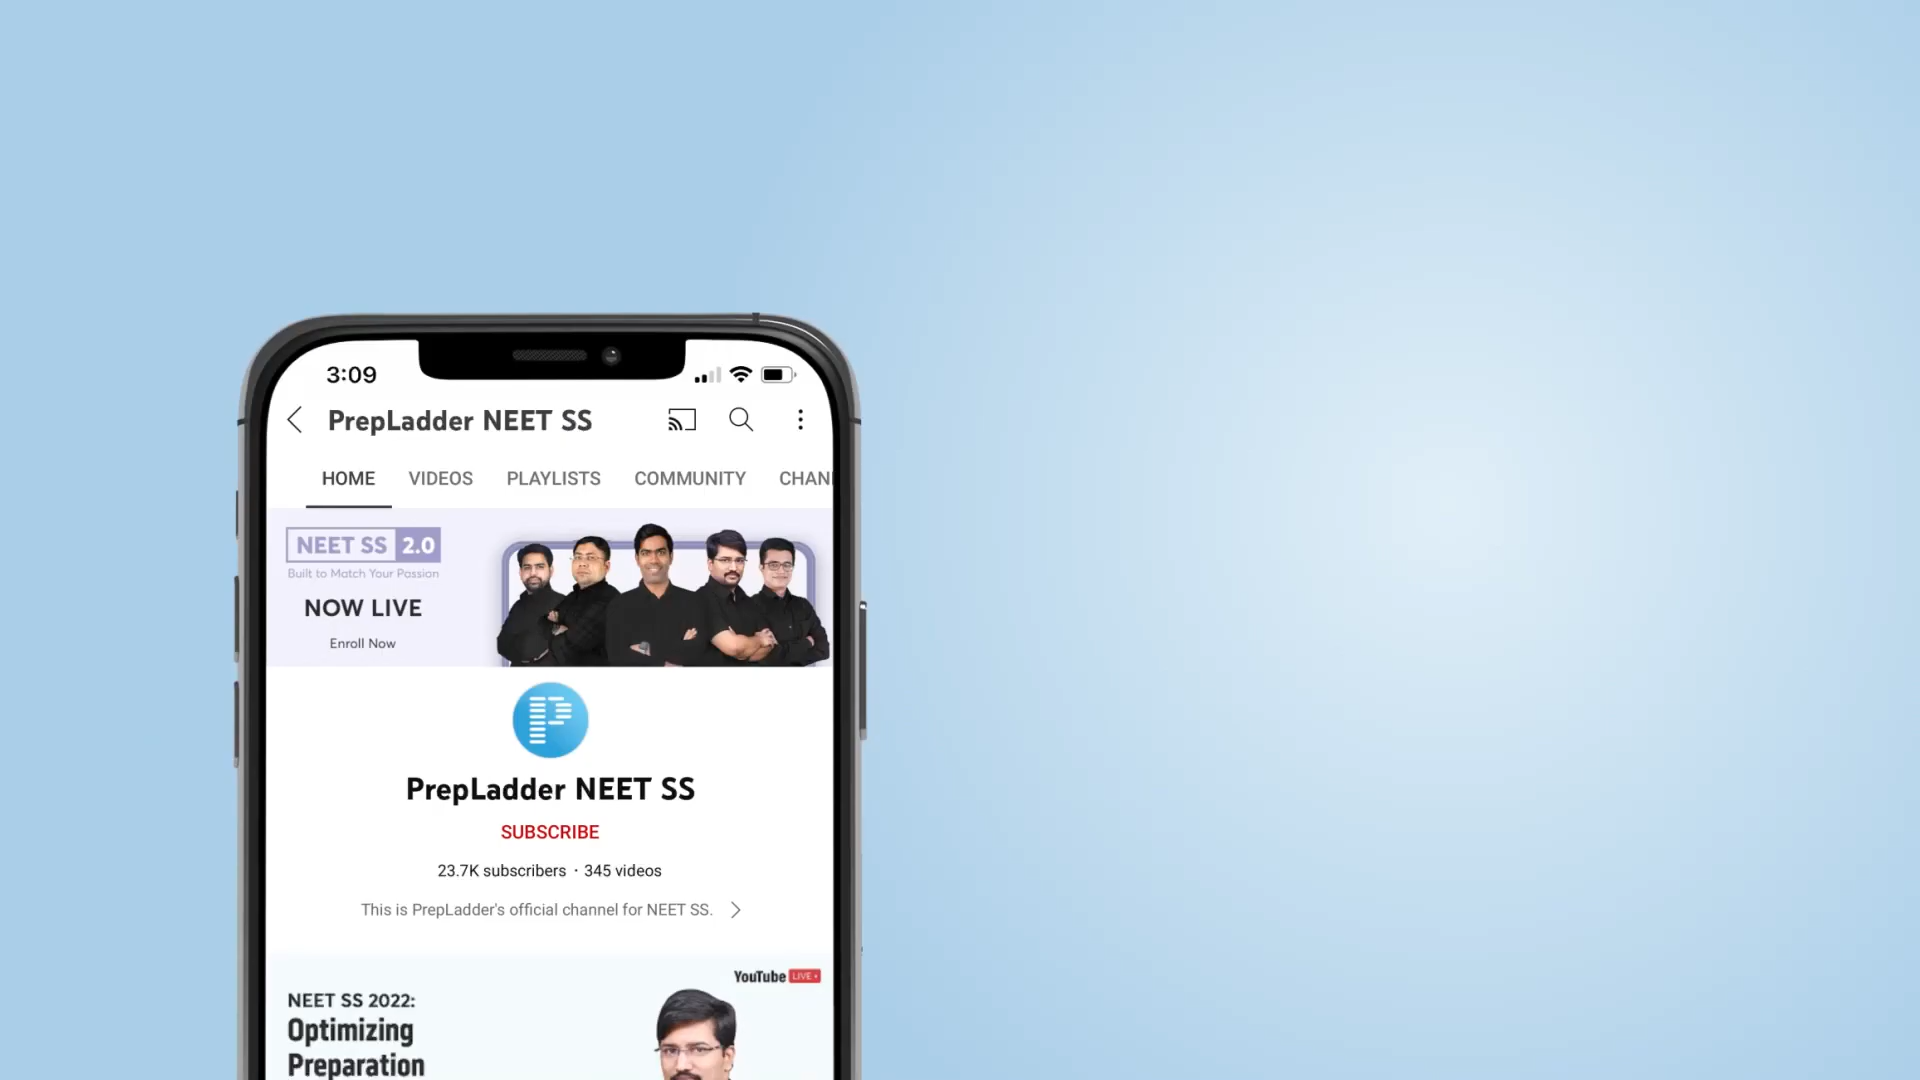 3:09
PrepLadder NEET SS
HOME VIDEOS PLAYLISTS COMMUNITY CHAN
NEET SS 2.0
Built to Match Your Passion
NOW LIVE
Enroll Now
P
PrepLadder NEET SS
SUBSCRIBE
23.7K subscribers · 345 videos
This is PrepLadder's official channel for NEET SS.
YouTube LIVE
NEET SS 2022:
Optimizing
Preparation